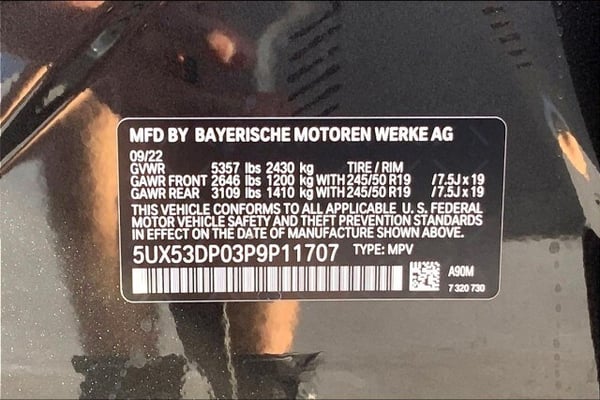 MFD BY BAYERISCHE MOTOREN WERKE AG
09/22
GVWR 5357 lbs 2430 kg TIRE / RIM
GAWR FRONT 2646 lbs 1200 kg WITH 245/50 R19 /7.5J x 19
GAWR REAR 3109 lbs 1410 kg WITH 245/50 R19 /7.5J x 19
THIS VEHICLE CONFORMS TO ALL APPLICABLE U. S. FEDERAL
MOTOR VEHICLE SAFETY AND THEFT PREVENTION STANDARDS
IN EFFECT ON THE DATE OF MANUFACTURE SHOWN ABOVE.
5UX53DP03P9P11707 TYPE: MPV
A90M
7 320 730